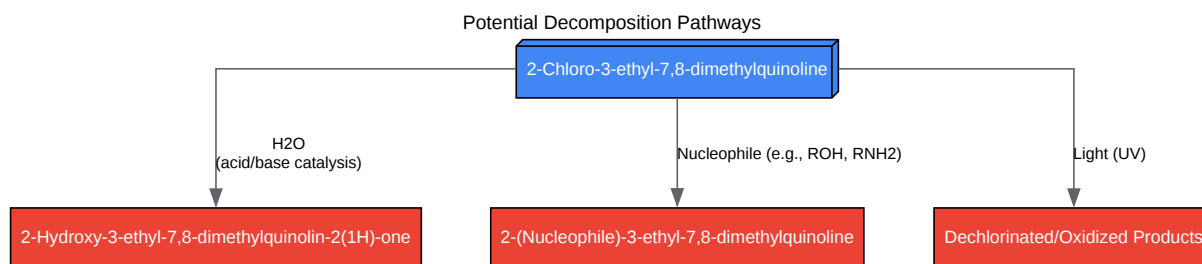 Potential Decomposition Pathways
2-Chloro-3-ethyl-7,8-dimethylquinoline
H2O
(acid/base catalysis)
Nucleophile (e.g., ROH, RNH2)
Light (UV)
2-Hydroxy-3-ethyl-7,8-dimethylquinolin-2(1H)-one
2-(Nucleophile)-3-ethyl-7,8-dimethylquinoline
Dechlorinated/Oxidized Products